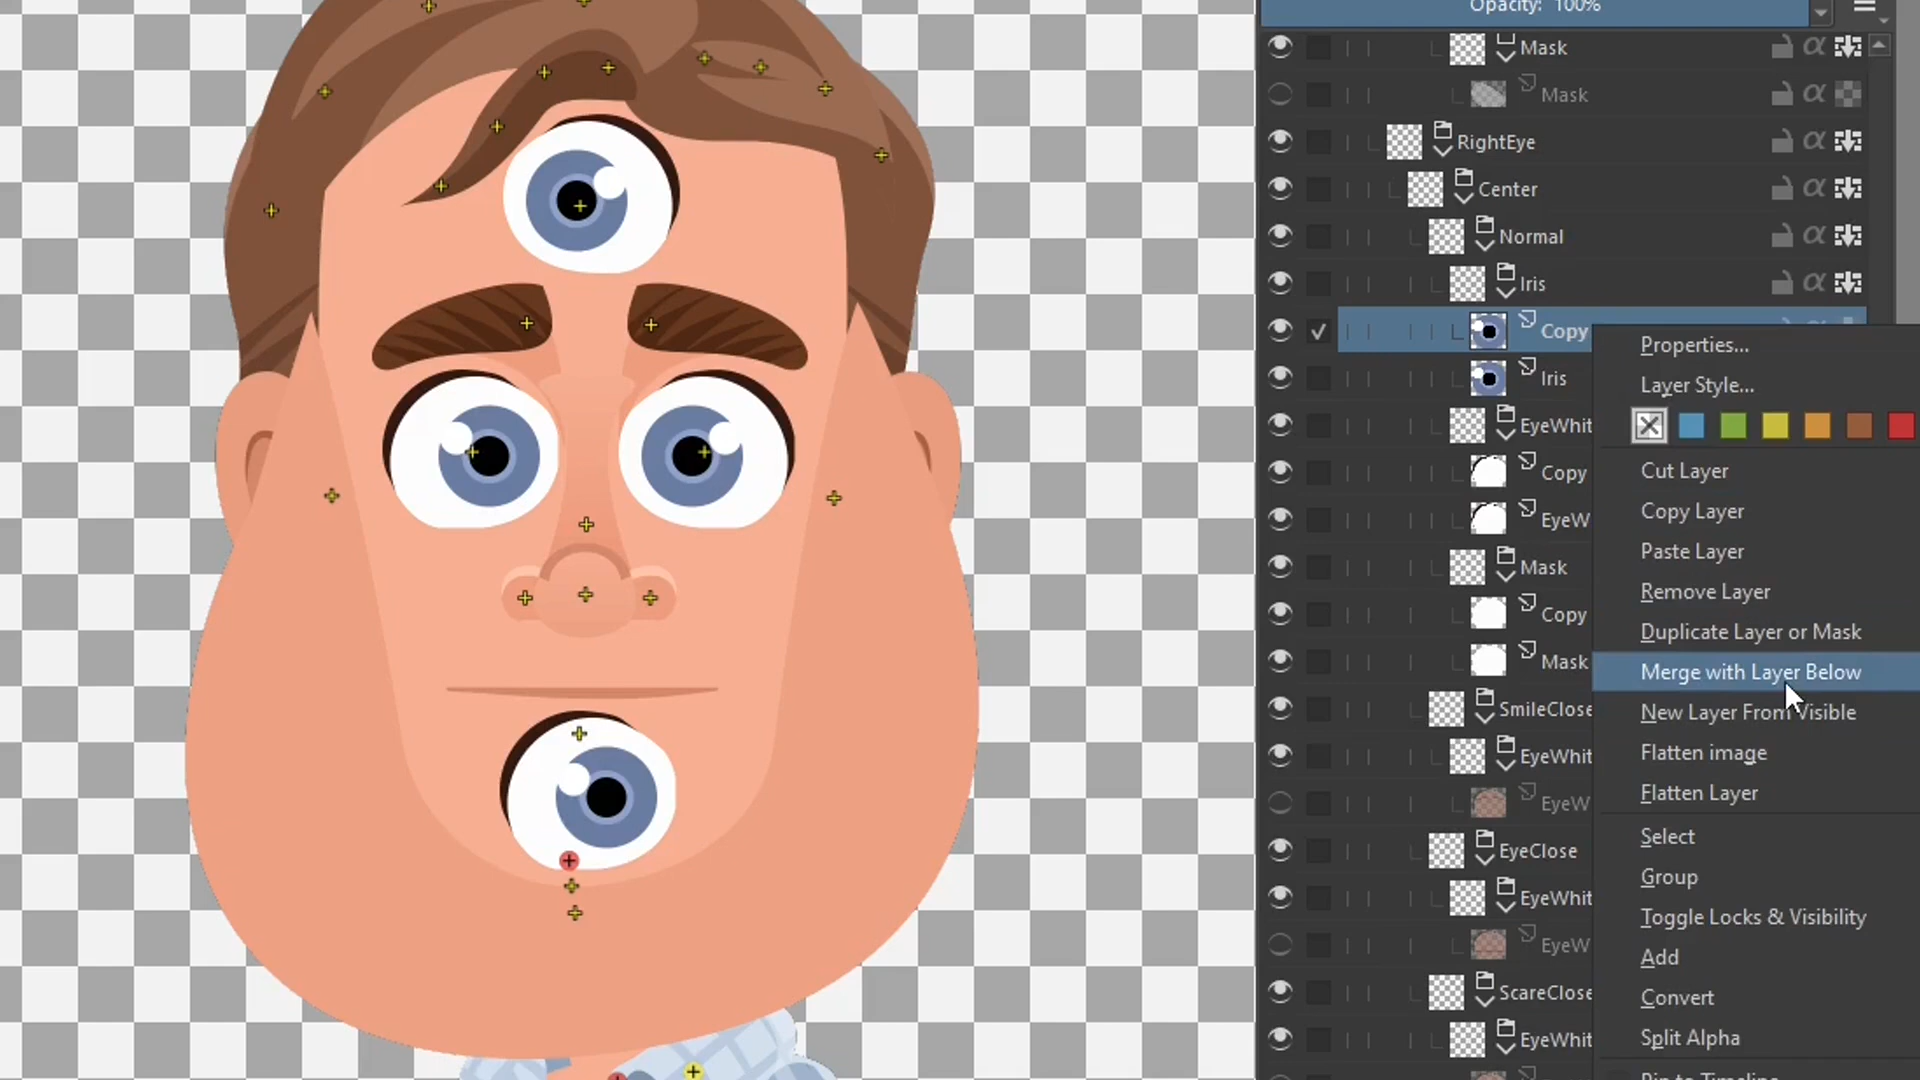 Opacity: 100%
Mask
Mask
RightEye
Center
Normal
Iris
Copy
Iris
EyeWhit
Copy
EyeW
Mask
Copy
Mask
SmileClose
EyeWhit
EyeW
EyeClose
EyeWhit
EyeW
ScareClose
EyeWhit
Properties...
Layer Style...
Cut Layer
Copy Layer
Paste Layer
Remove Layer
Duplicate Layer or Mask
Merge with Layer Below
New Layer From Visible
Flatten image
Flatten Layer
Select
Group
Toggle Locks & Visibility
Add
Convert
Split Alpha
Pin to Timeline